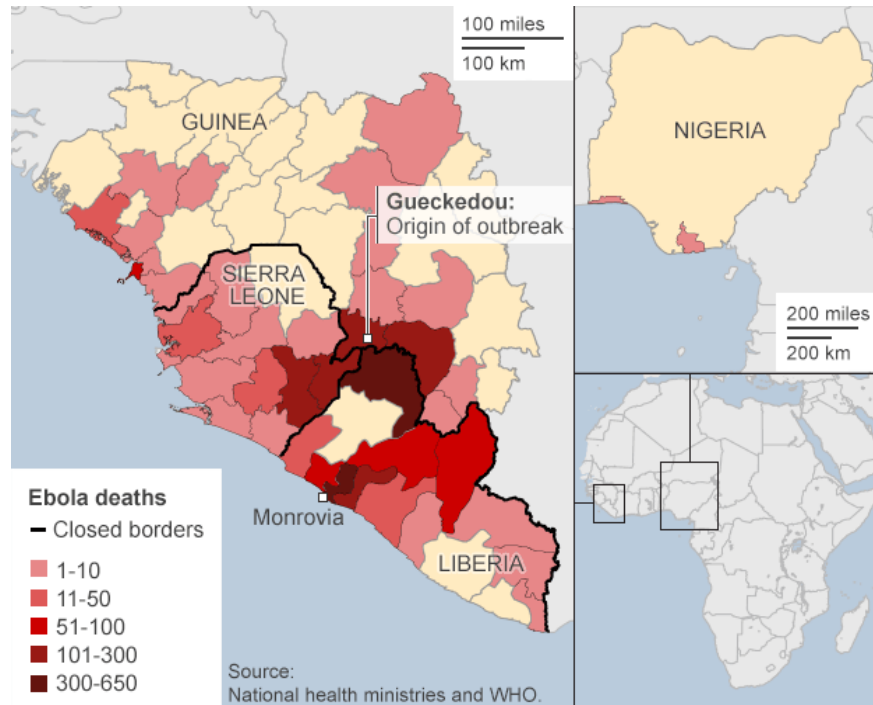 100 miles
100 km
GUINEA
NIGERIA
Gueckedou:
Origin of outbreak
SIERRA
LEONE
200 miles
200 km
Ebola deaths
Closed borders
1-10
11-50
51-100
101-300
300-650
Monrovia
LIBERIA
Source:
National health ministries and WHO.